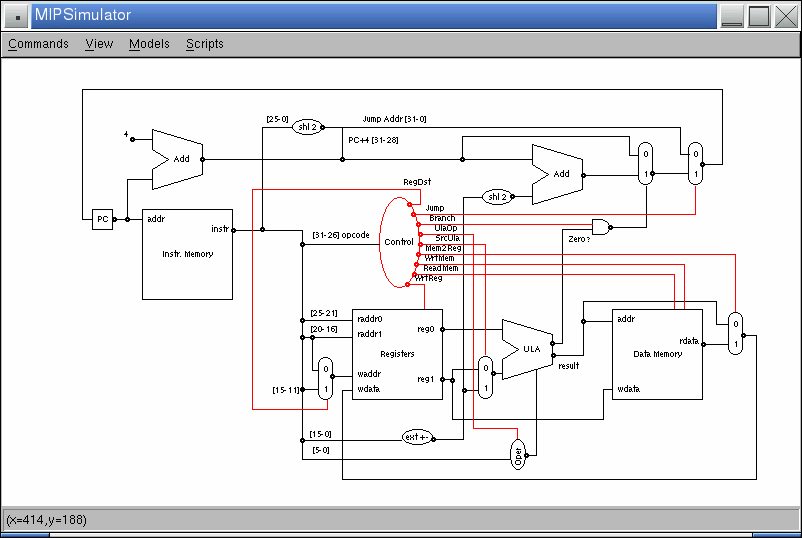 MIPSimulator
Commands View Models Scripts
[25-0] shl 2 Jump Addr [31-0]
4
PC+4 [31-28]
Add
0
0
1
1
Add
RegDst
shl 2
Jump
PC
addr
Branch
instr
UlaOp
[31-26] opcode
Control
SrcUla
Zero?
Instr. Memory
Mem2Reg
WrtMem
ReadMem
WrtReg
[25-21]
raddr0
addr
[20-16]
raddr1
reg0
0
rdata
1
Registers
ULA
Data Memory
result
0
waddr
reg1
0
[15-11]
1
wdata
1
wdata
[15-0]
ext +-
[5-0]
Oper
(x=414,y=188)